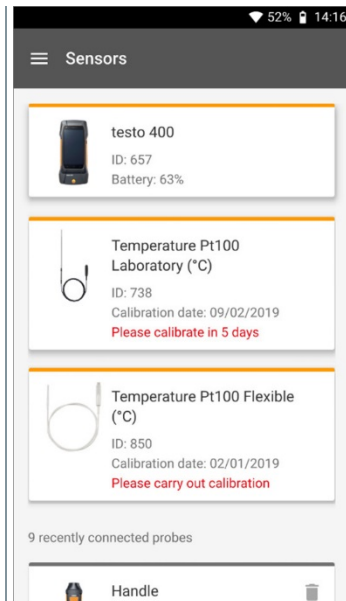 52% 14:16
Sensors
testo 400
ID: 657
Battery: 63%
Temperature Pt100
Laboratory (°C)
ID: 738
Calibration date: 09/02/2019
Please calibrate in 5 days
Temperature Pt100 Flexible
(°C)
ID: 850
Calibration date: 02/01/2019
Please carry out calibration
9 recently connected probes
Handle